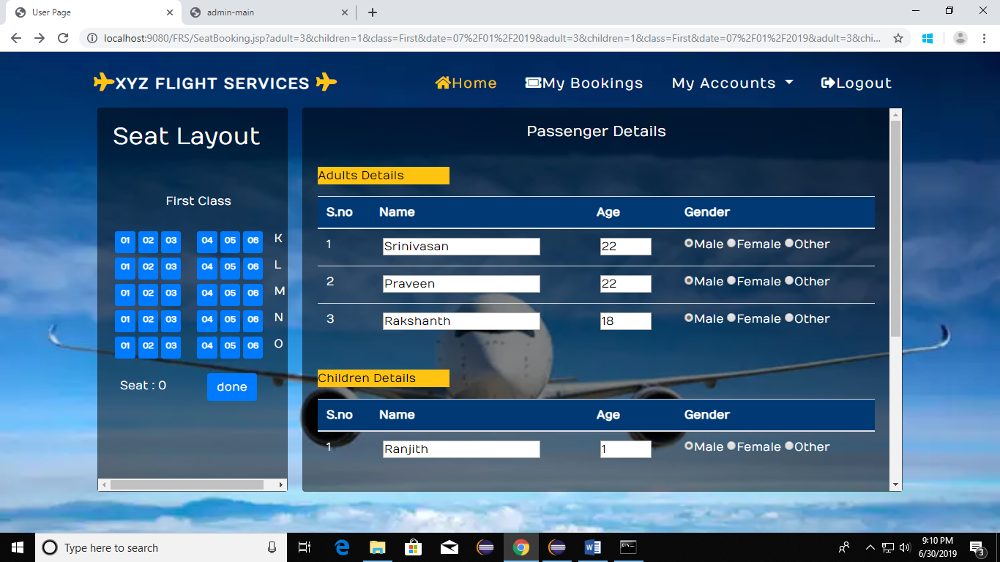 User Page
admin-main
localhost:9080/FRS/SeatBooking.jsp?adult=3&children=1&class=First&date=07%2F01%2F2019&adult=3&children=1&class=First&date=07%2F01%2F2019&adult=3&chi...
XYZ FLIGHT SERVICES
Home
My Bookings
My Accounts
Logout
Seat Layout
First Class
01 02 03 04 05 06 K
01 02 03 04 05 06 L
01 02 03 04 05 06 M
01 02 03 04 05 06 N
01 02 03 04 05 06 O
Seat : 0
done
Passenger Details
Adults Details
S.no Name Age Gender
1 Srinivasan 22 Male Female Other
2 Praveen 22 Male Female Other
3 Rakshanth 18 Male Female Other
Children Details
S.no Name Age Gender
1 Ranjith 1 Male Female Other
Type here to search
9:10 PM
6/30/2019
3